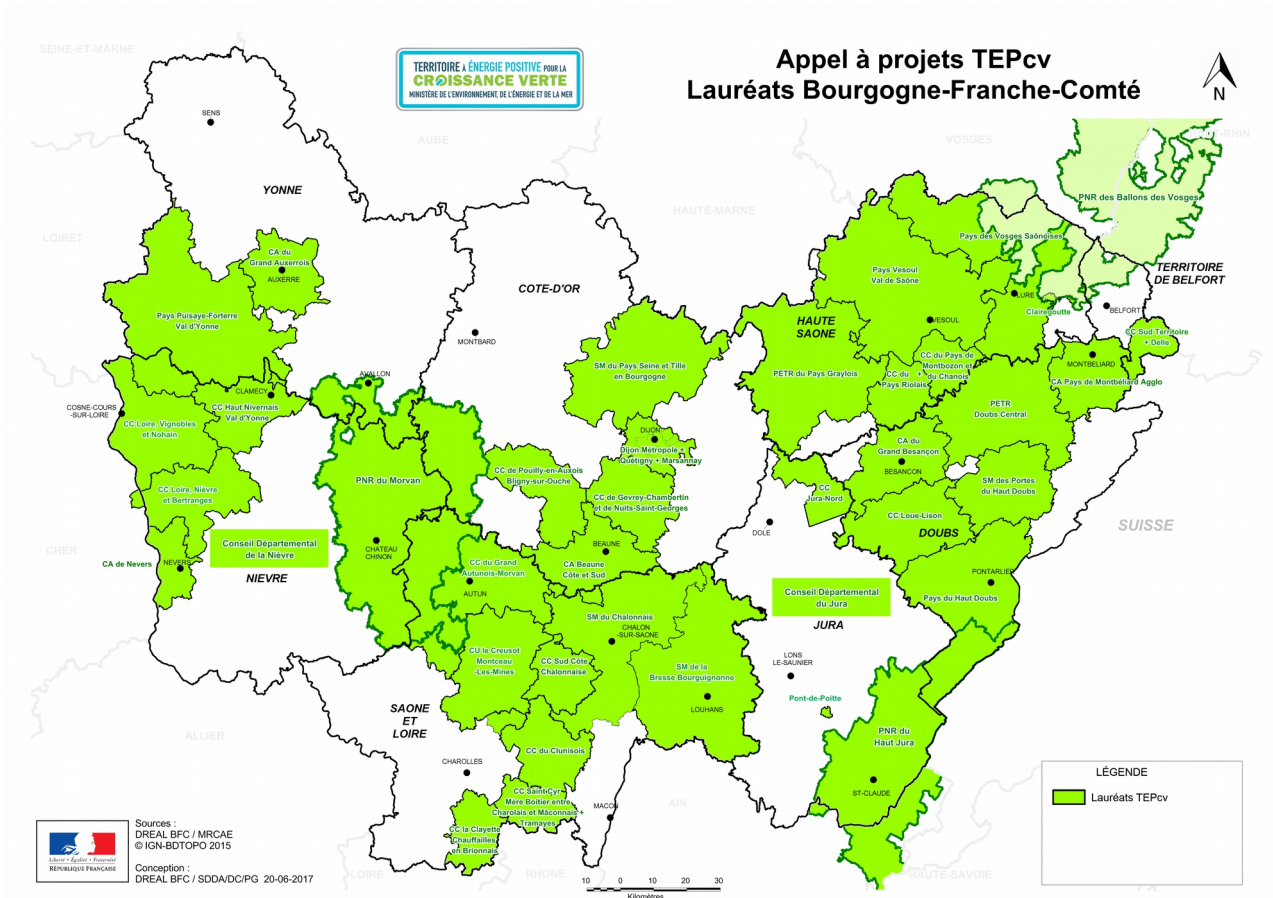 SEINE-ET-MARNE
TERRITOIRE À ÉNERGIE POSITIVE POUR LA
CROISSANCE VERTE
MINISTÈRE DE L'ENVIRONNEMENT, DE L'ÉNERGIE ET DE LA MER
Appel à projets TEPcv
Lauréats Bourgogne-Franche-Comté
N
SENS
AUBE
VOSGES
HAUT-RHIN
YONNE
HAUTE-MARNE
PNR des Ballons des Vosges
LOIRET
CA du
Grand Auxerrois
AUXERRE
Pays des Vosges Saônoises
TERRITOIRE
DE BELFORT
Pays Vesoul
Val de Saône
COTE-D'OR
LURE
Clairegoutte
BELFORT
Pays Puisaye-Forterre
Val d'Yonne
HAUTE
SAONE
VESOUL
CC Sud Territoire
+ Delle
MONTBARD
SM du Pays Seine et Tille
en Bourgogne
CC du Pays de
Montbozon et
du Chanois
MONTBELIARD
CA Pays de Montbéliard Agglo
PETR du Pays Graylois
CC du +
Pays Riolais
AVALLON
CLAMECY
COSNE-COURS
-SUR-LOIRE
CC Haut Nivernais
Val d'Yonne
CC Loire, Vignobles
et Nohain
PETR
Doubs Central
DIJON
Dijon Métropole +
Quétigny + Marsannay
CA du
Grand Besançon
BESANCON
CC de Pouilly-en-Auxois
Bligny-sur-Ouche
PNR du Morvan
CC Loire, Nièvre
et Bertranges
CC
Jura-Nord
SM des Portes
du Haut Doubs
CC de Gevrey-Chambertin
et de Nuits-Saint-Georges
CC Loue-Lison
DOUBS
SUISSE
DOLE
Conseil Départemental
de la Nièvre
NIEVRE
CHER
CA de Nevers
NEVERS
CHATEAU
CHINON
BEAUNE
CA Beaune
Côte et Sud
CC du Grand
Autunois-Morvan
AUTUN
PONTARLIER
Pays du Haut Doubs
Conseil Départemental
du Jura
JURA
SM du Chalonnais
CHALON
-SUR-SAONE
CU le Creusot
Montceau
-Les-Mines
CC Sud Côte
Chalonnaise
SM de la
Bresse Bourguignonne
LOUHANS
LONS
LE-SAUNIER
Pont-de-Poitte
SAONE
ET
LOIRE
ALLIER
CC du Clunisois
PNR du
Haut Jura
CHAROLLES
ST-CLAUDE
CC Saint Cyr
Mère Boitier entre
Charolais et Mâconnais +
Tramayes
MACON
AIN
CC la Clayette
Chauffailles
en Brionnais
LOIRE
RHONE
HAUTE-SAVOIE
LÉGENDE
Lauréats TEPcv
Liberté • Égalité • Fraternité
RÉPUBLIQUE FRANÇAISE
Sources :
DREAL BFC / MRCAE
© IGN-BDTOPO 2015
Conception :
DREAL BFC / SDDA/DC/PG 20-06-2017
10 0 10 20 30
Kilomètres